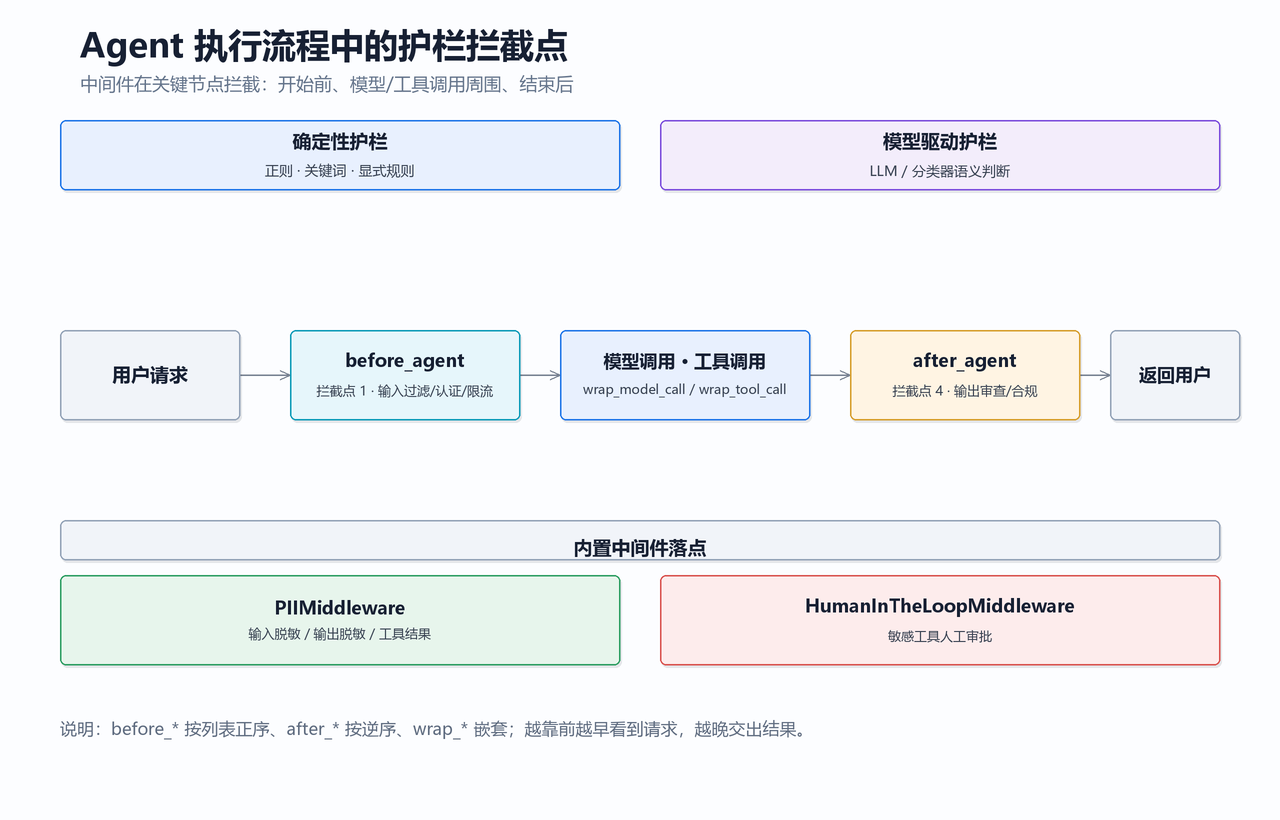 Agent 执行流程中的护栏拦截点
中间件在关键节点拦截：开始前、模型/工具调用周围、结束后
确定性护栏
正则 · 关键词 · 显式规则
模型驱动护栏
LLM / 分类器语义判断
用户请求
before_agent
拦截点 1 · 输入过滤/认证/限流
模型调用 · 工具调用
wrap_model_call / wrap_tool_call
after_agent
拦截点 4 · 输出审查/合规
返回用户
内置中间件落点
PIIMiddleware
输入脱敏 / 输出脱敏 / 工具结果
HumanInTheLoopMiddleware
敏感工具人工审批
说明：before_* 按列表正序、after_* 按逆序、wrap_* 嵌套；越靠前越早看到请求，越晚交出结果。